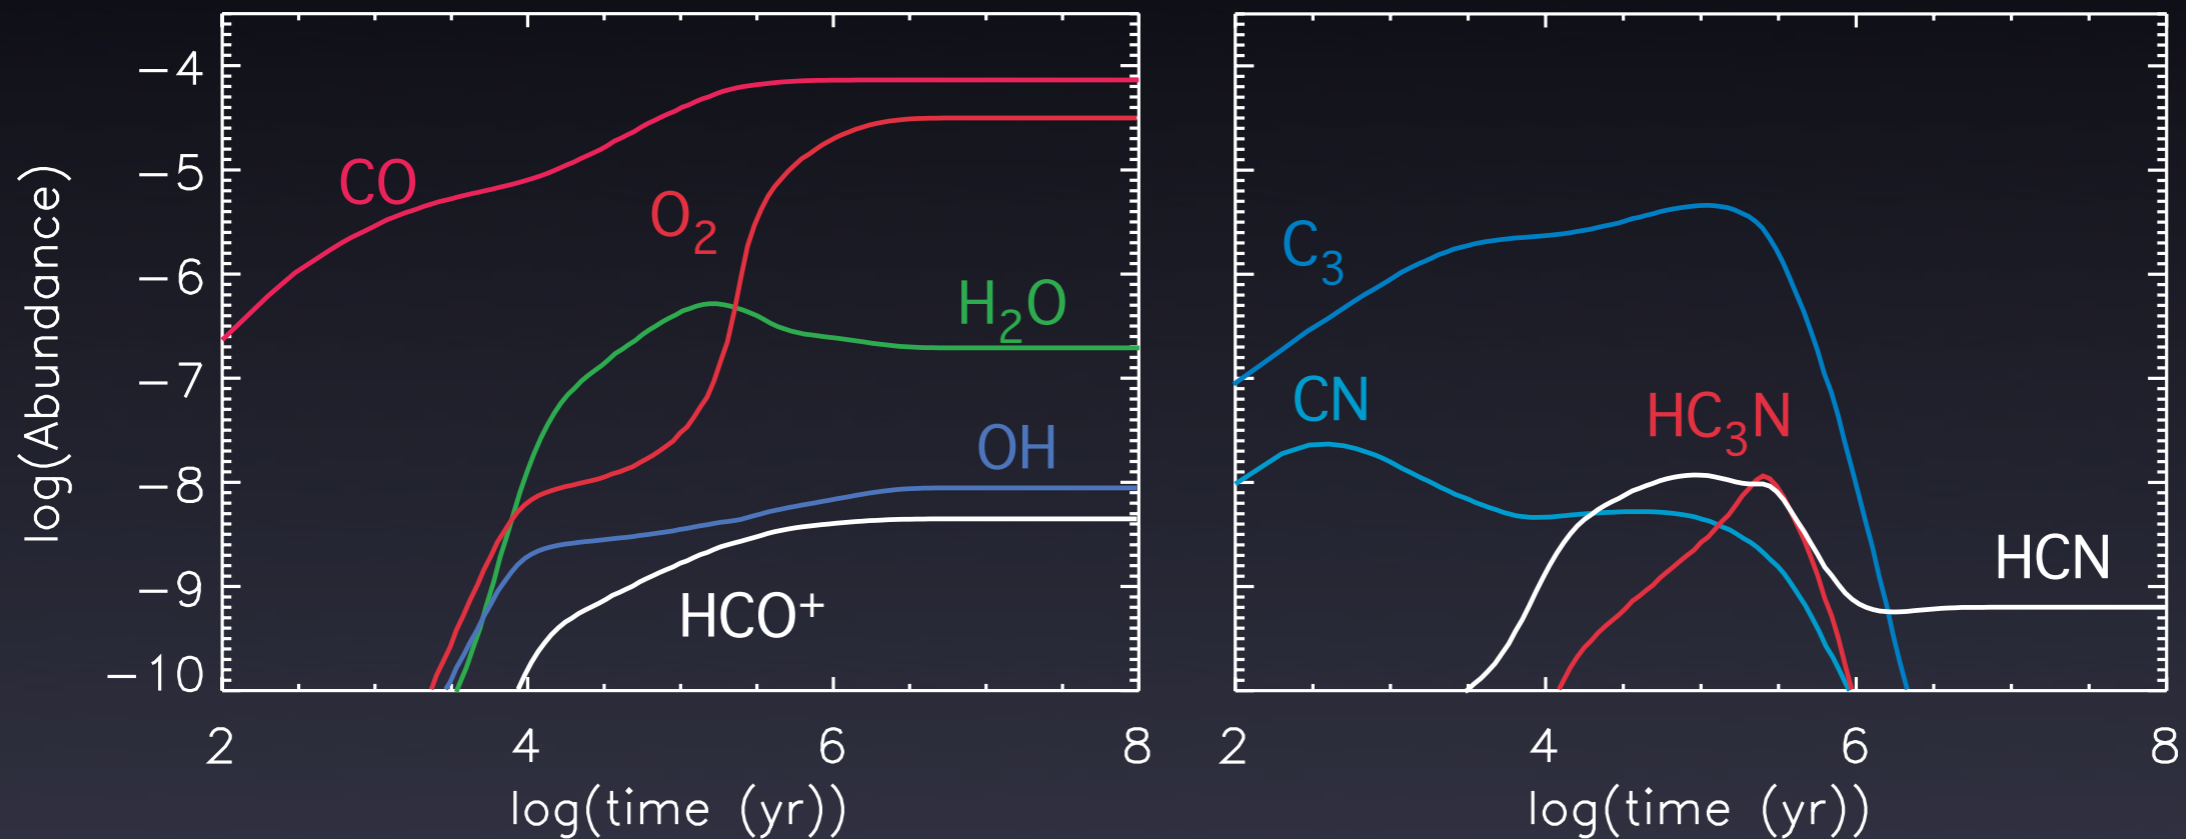 log(Abundance)
−4
−5
−6
−7
−8
−9
−10
CO
O₂
H₂O
OH
HCO⁺
2 4 6 8
log(time (yr))
C₃
CN
HC₃N
HCN
2 4 6 8
log(time (yr))